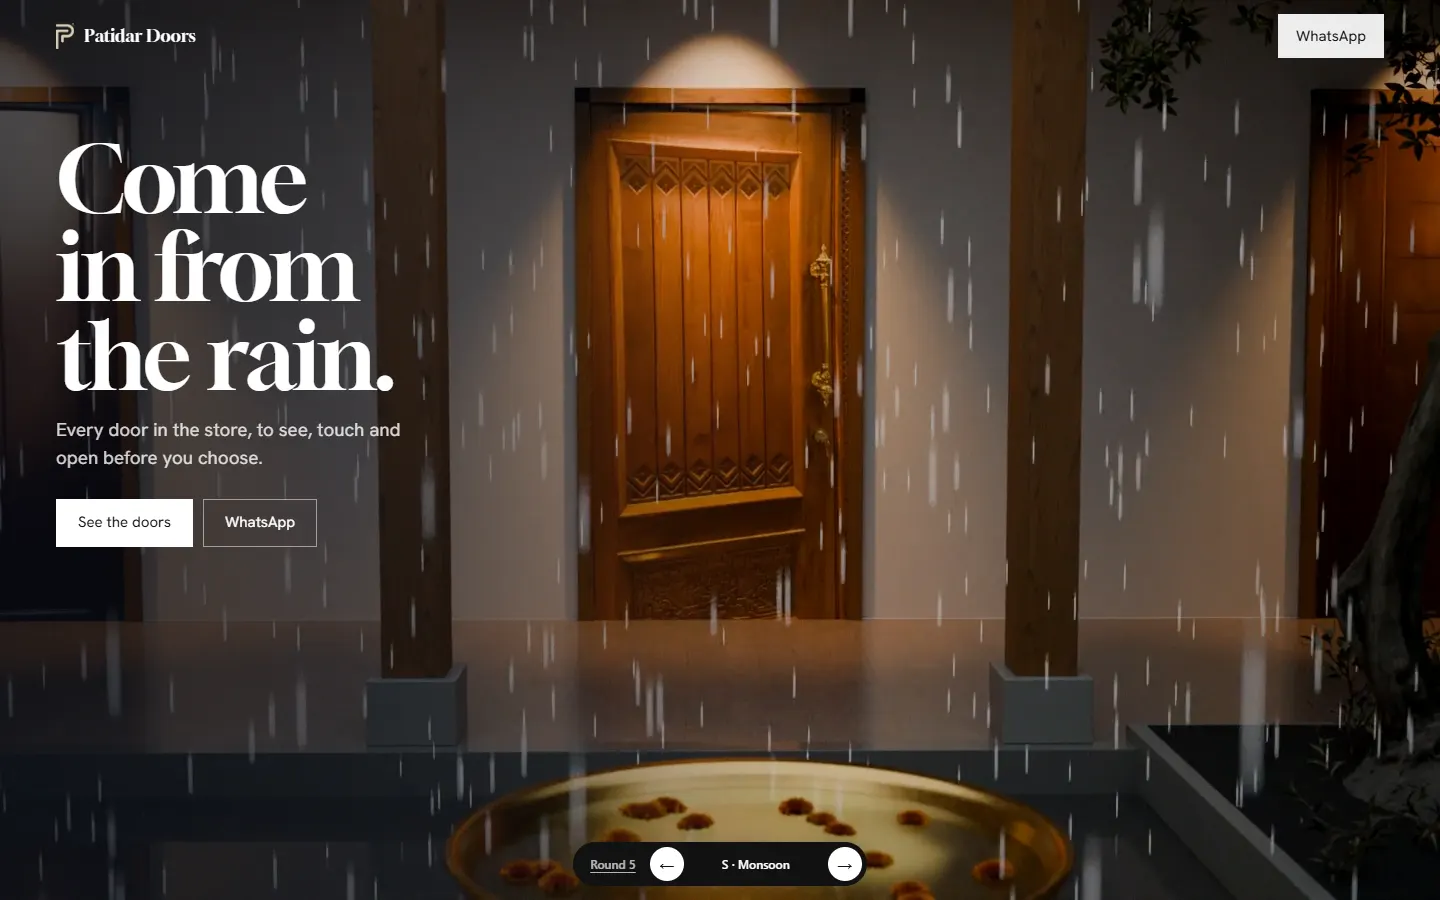 Patidar Doors
WhatsApp
Come
in from
the rain.
Every door in the store, to see, touch and
open before you choose.
See the doors
WhatsApp
Round 5
←
S · Monsoon
→